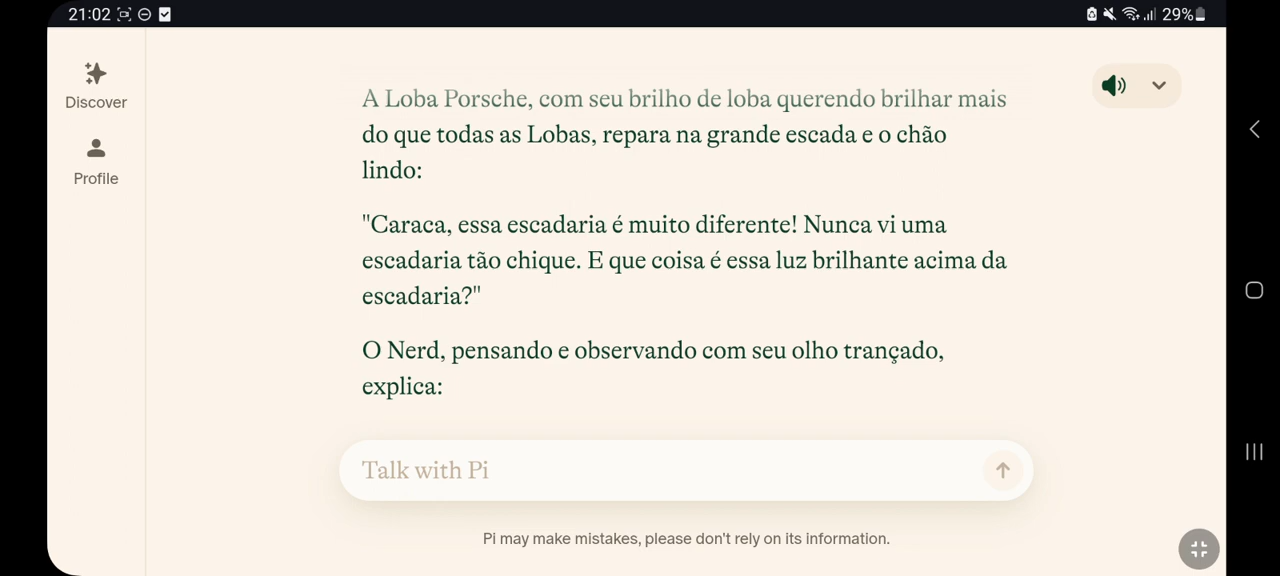 21:02
29%
Discover
Profile
A Loba Porsche, com seu brilho de loba querendo brilhar mais
do que todas as Lobas, repara na grande escada e o chão
lindo:
"Caraca, essa escadaria é muito diferente! Nunca vi uma
escadaria tão chique. E que coisa é essa luz brilhante acima da
escadaria?"
O Nerd, pensando e observando com seu olho trançado,
explica:
Talk with Pi
Pi may make mistakes, please don't rely on its information.